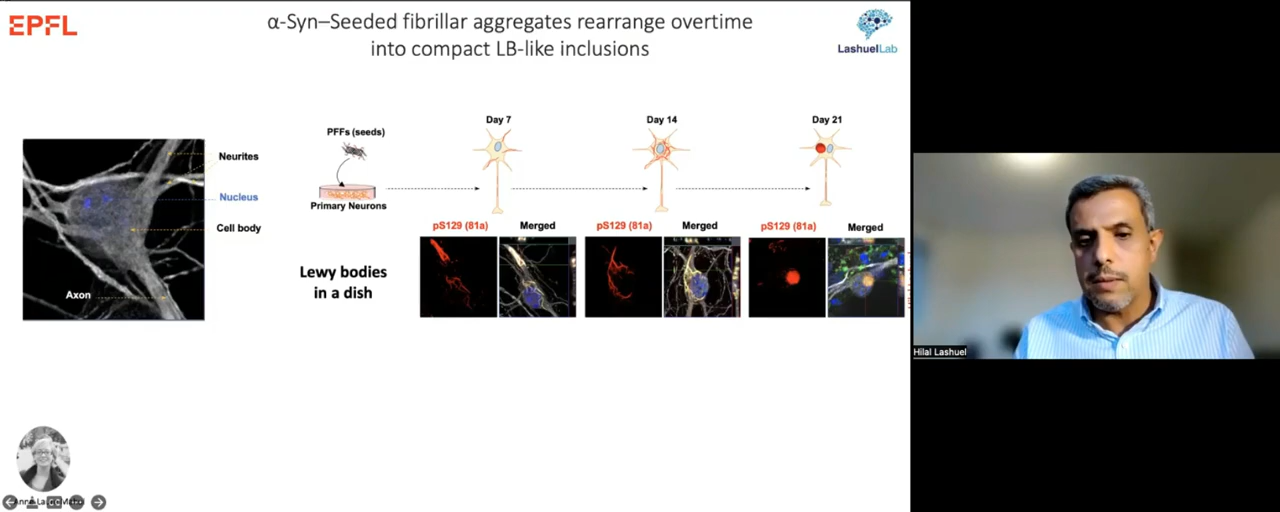 EPFL
α-Syn–Seeded fibrillar aggregates rearrange overtime
into compact LB-like inclusions
LashuelLab
Neurites
Nucleus
Cell body
Axon
PFFs (seeds)
Primary Neurons
Day 7
Day 14
Day 21
Lewy bodies
in a dish
pS129 (81a)
Merged
pS129 (81a)
Merged
pS129 (81a)
Merged
Hilal Lashuel